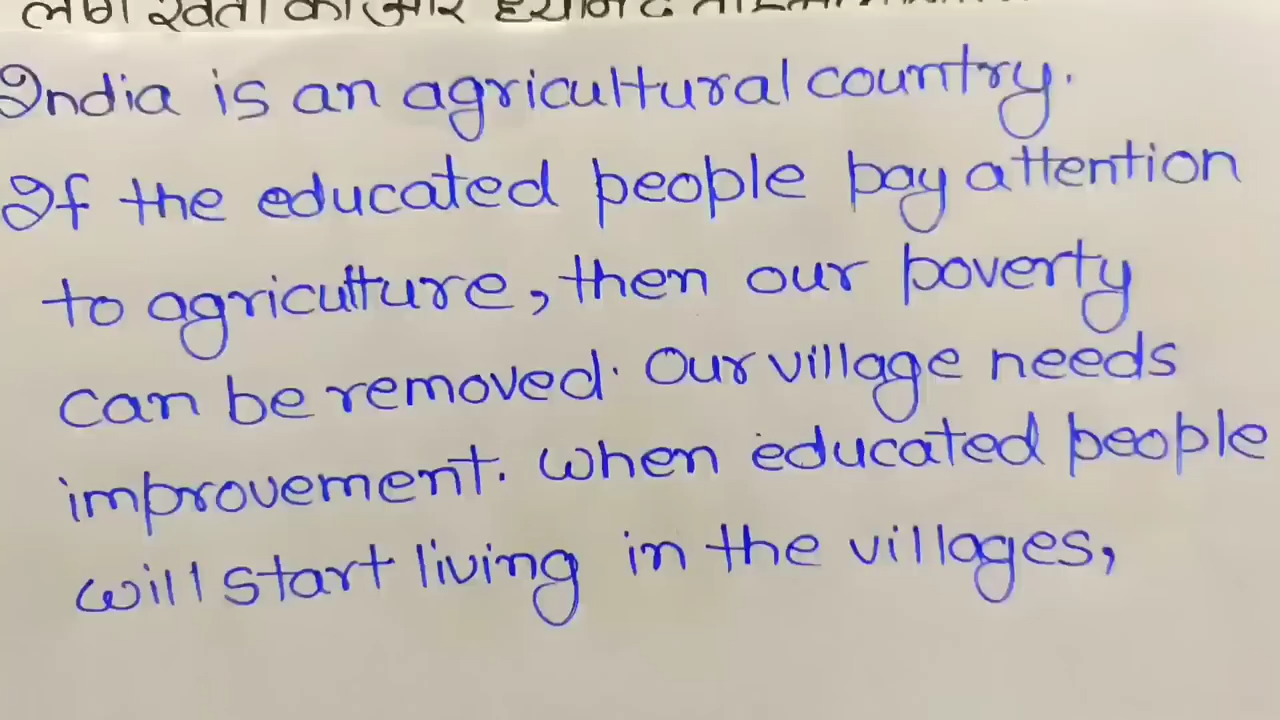 India is an agricultural country.
If the educated people pay attention
to agriculture, then our poverty
can be removed. Our village needs
improvement. When educated people
will start living in the villages,